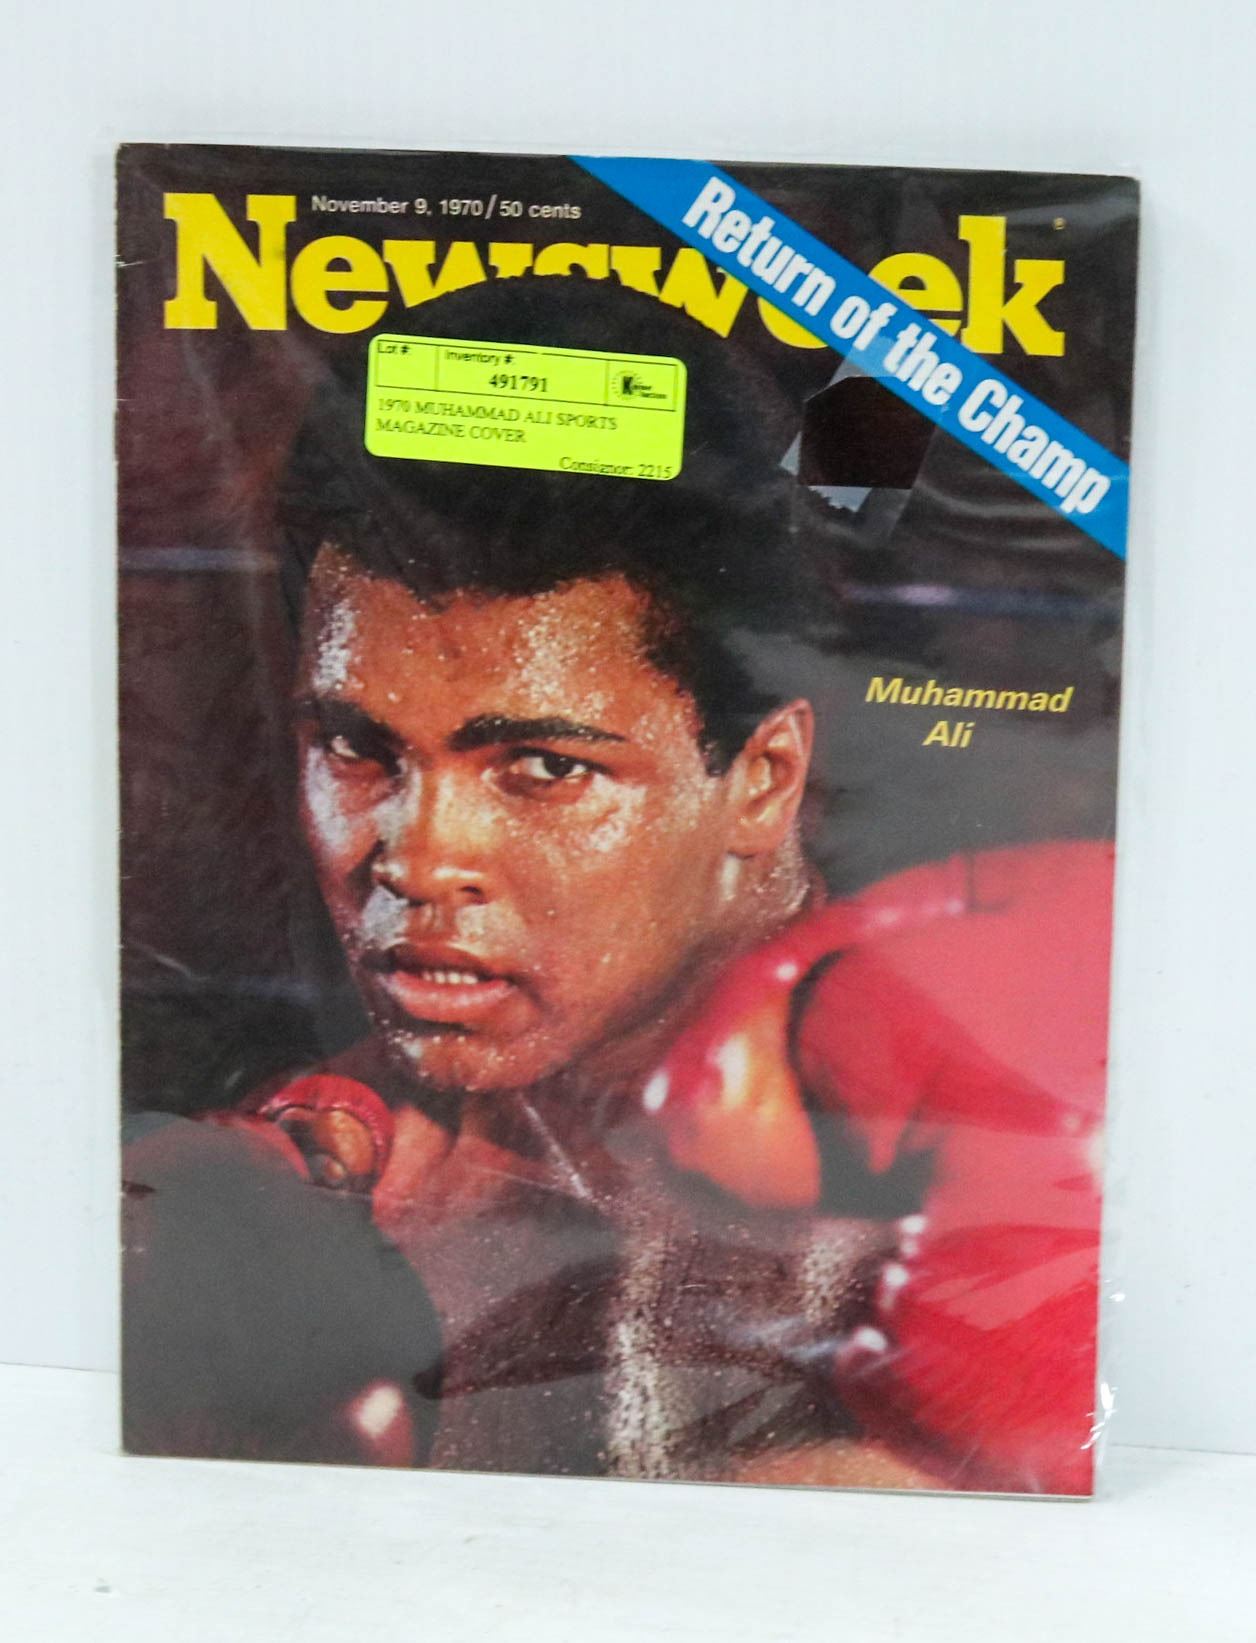 November 9, 1970/50 cents
Newsweek
Return of the Champ
Lot #:
Inventory #:
491791
1970 MUHAMMAD ALI SPORTS
MAGAZINE COVER
Consignor: 2215
Muhammad
Ali